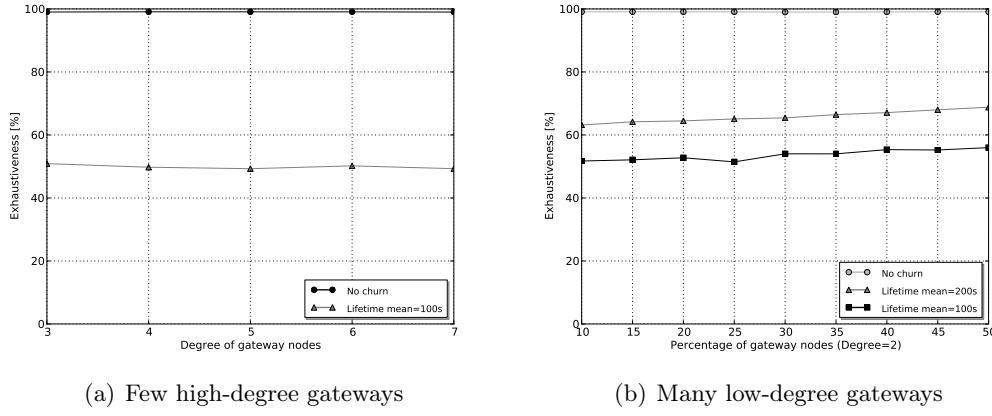 100
80
60
40
20
0
Exhaustiveness [%]
3 4 5 6 7
Degree of gateway nodes
No churn
Lifetime mean=100s
(a) Few high-degree gateways
100
80
60
40
20
0
Exhaustiveness [%]
10 15 20 25 30 35 40 45 50
Percentage of gateway nodes (Degree=2)
No churn
Lifetime mean=200s
Lifetime mean=100s
(b) Many low-degree gateways